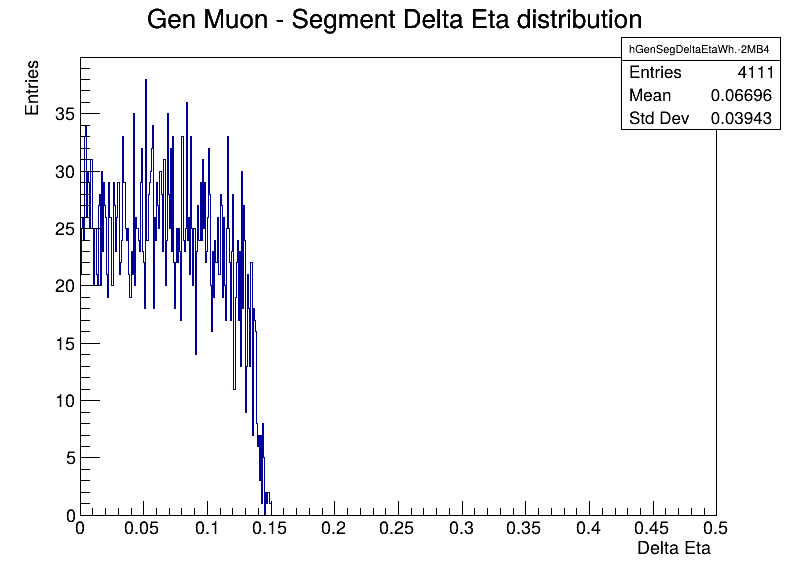 Gen Muon - Segment Delta Eta distribution
hGenSegDeltaEtaWh.-2MB4
Entries 4111
Mean 0.06696
Std Dev 0.03943
Entries
35
30
25
20
15
10
5
0
0 0.05 0.1 0.15 0.2 0.25 0.3 0.35 0.4 0.45 0.5
Delta Eta